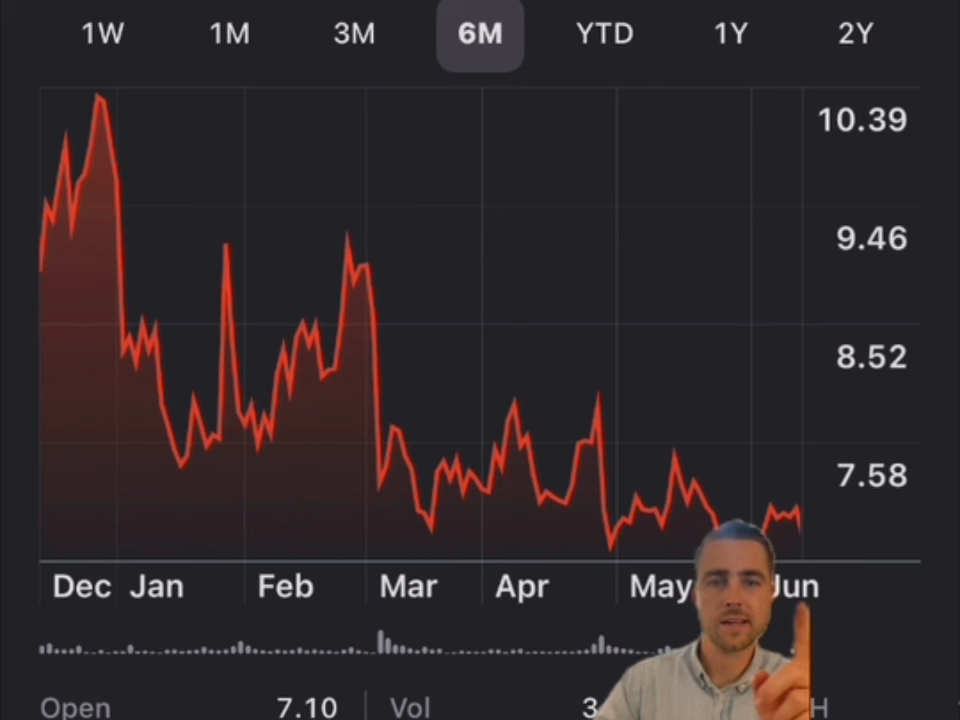 1W 1M 3M 6M YTD 1Y 2Y
10.39
9.46
8.52
7.58
Dec Jan Feb Mar Apr May Jun
Open 7.10 Vol 3 H